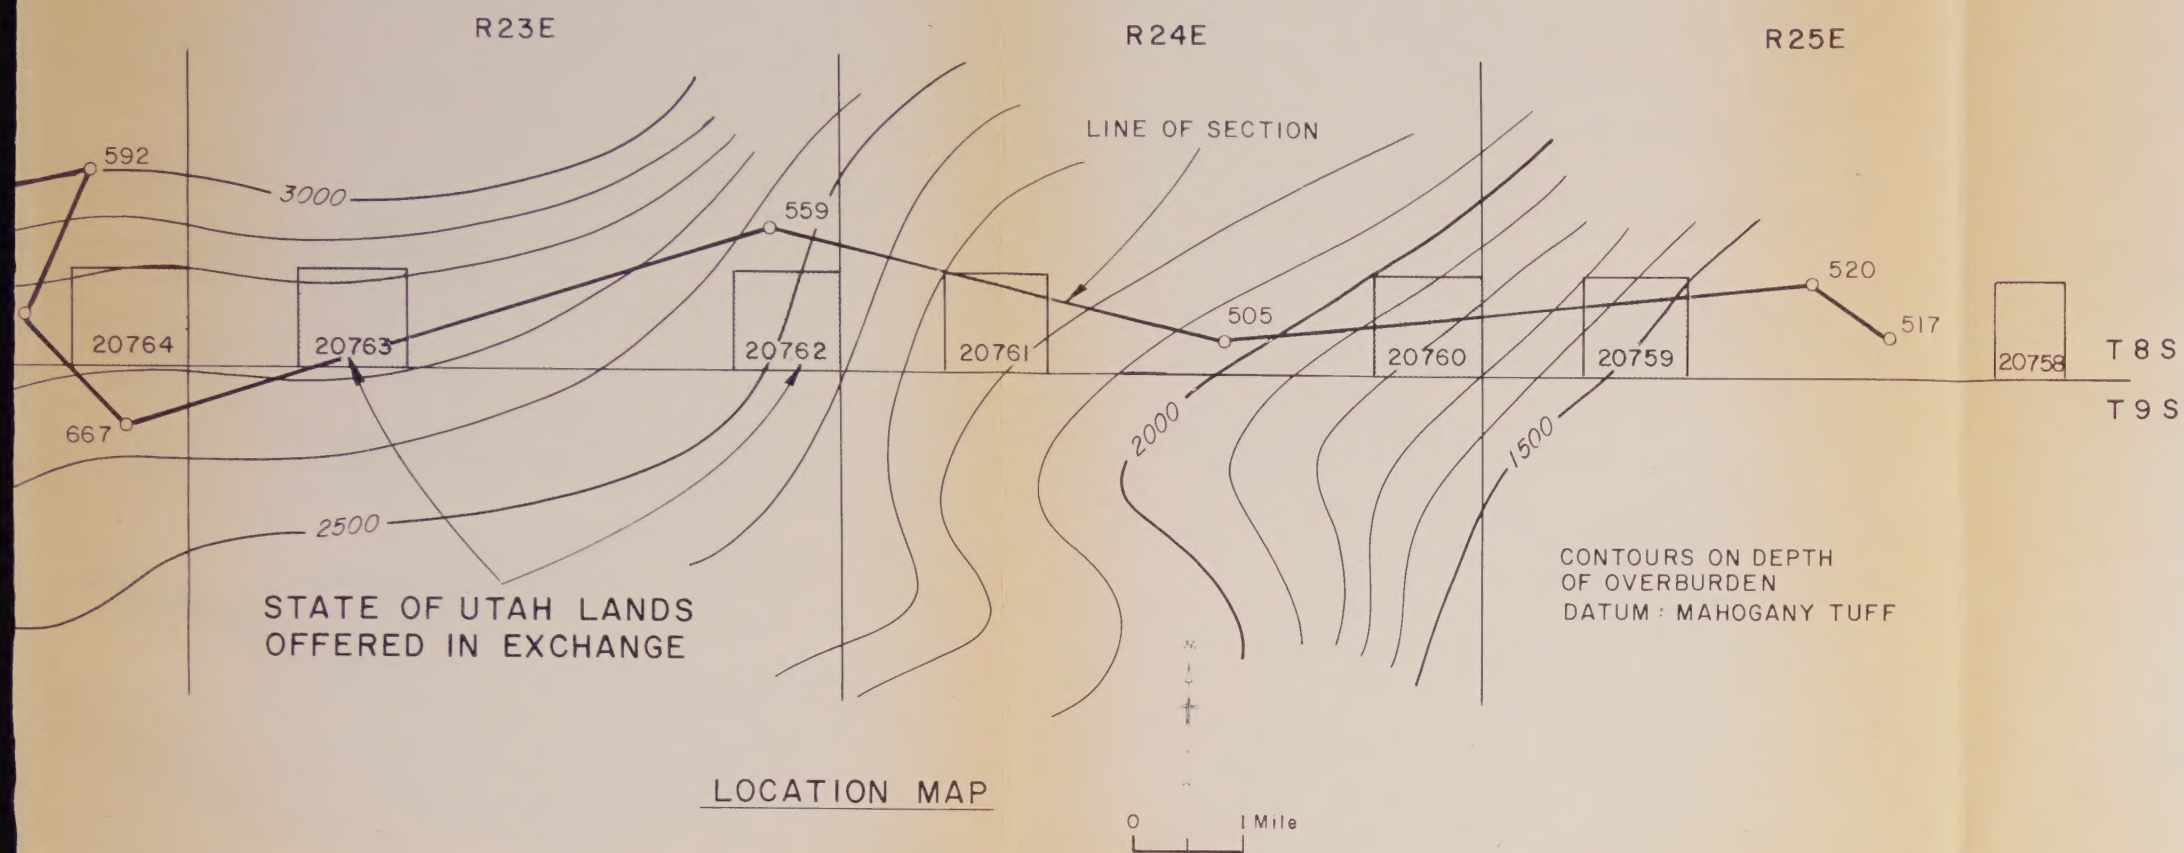 R23E
R24E
R25E
LINE OF SECTION
592
3000
559
505
520
517
20764
20763
20762
20761
20760
20759
20758
T 8 S
T 9 S
667
2000
1500
2500
STATE OF UTAH LANDS
OFFERED IN EXCHANGE
CONTOURS ON DEPTH
OF OVERBURDEN
DATUM : MAHOGANY TUFF
N
LOCATION MAP
0 1 Mile